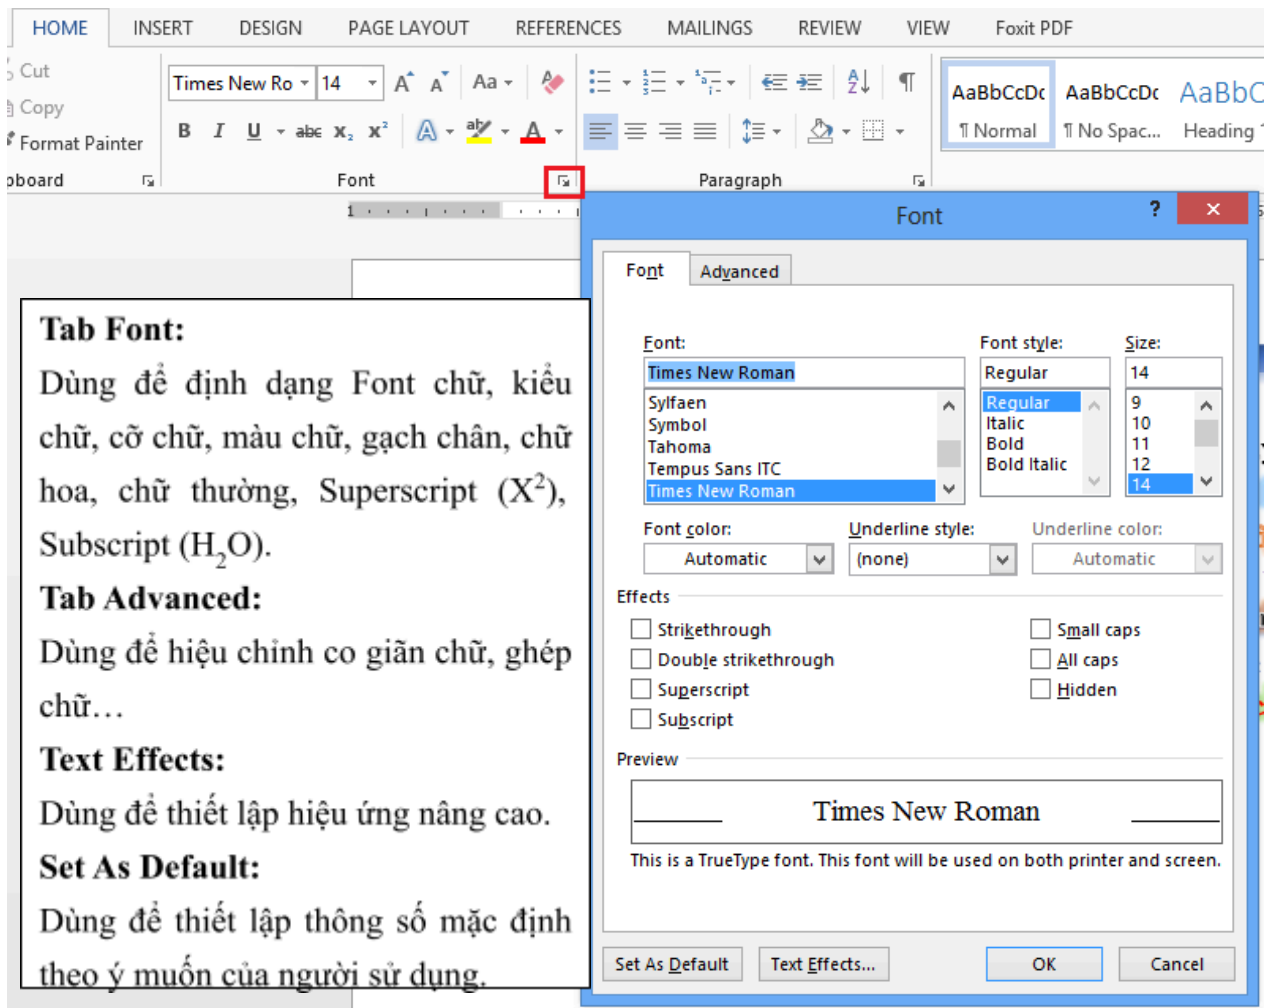 HOME INSERT DESIGN PAGE LAYOUT REFERENCES MAILINGS REVIEW VIEW Foxit PDF
Cut
Copy
Format Painter
Times New Ro 14 Aa
B I U abc X₂ X² A aby A
AaBbCcDc AaBbCcDc AaBbC
¶ Normal ¶ No Spac... Heading
pboard Font Paragraph
1
Font ? ×
Font Advanced
Tab Font:
Dùng để định dạng Font chữ, kiểu
chữ, cỡ chữ, màu chữ, gạch chân, chữ
hoa, chữ thường, Superscript (X²),
Subscript (H₂O).
Tab Advanced:
Dùng để hiệu chỉnh co giãn chữ, ghép
chữ…
Text Effects:
Dùng để thiết lập hiệu ứng nâng cao.
Set As Default:
Dùng để thiết lập thông số mặc định
theo ý muốn của người sử dụng.
Font: Font style: Size:
Times New Roman Regular 14
Sylfaen Regular 9
Symbol Italic 10
Tahoma Bold 11
Tempus Sans ITC Bold Italic 12
Times New Roman 14
Font color: Underline style: Underline color:
Automatic (none) Automatic
Effects
Strikethrough Small caps
Double strikethrough All caps
Superscript Hidden
Subscript
Preview
Times New Roman
This is a TrueType font. This font will be used on both printer and screen.
Set As Default Text Effects... OK Cancel